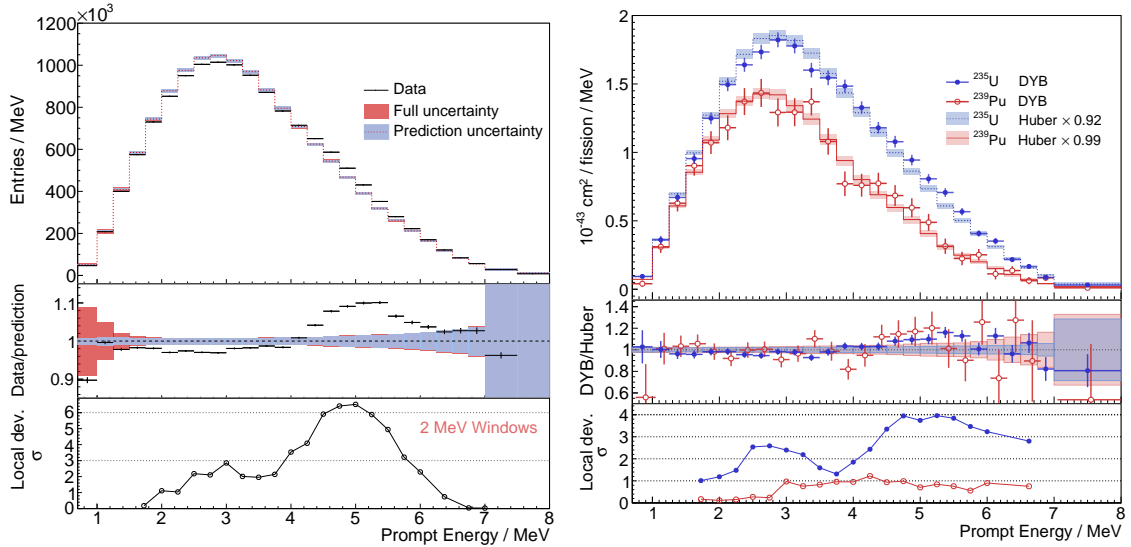 ×10³
1200
1000
800
600
400
200
0
Entries / MeV
Data
Full uncertainty
Prediction uncertainty
1.1
1
0.9
Data/prediction
6
5
4
3
2
1
0
Local dev.
σ
2 MeV Windows
1 2 3 4 5 6 7 8
Prompt Energy / MeV
2
1.5
1
0.5
0
10⁻⁴³ cm² / fission / MeV
²³⁵U DYB
²³⁹Pu DYB
²³⁵U Huber × 0.92
²³⁹Pu Huber × 0.99
1.4
1.2
1
0.8
0.6
DYB/Huber
4
3
2
1
0
Local dev.
σ
1 2 3 4 5 6 7 8
Prompt Energy / MeV